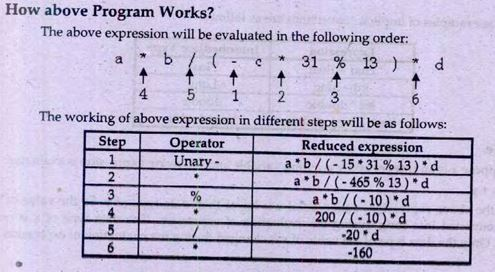 How above Program Works?
The above expression will be evaluated in the following order:
a * b / ( - c * 31 % 13 ) * d
4 5 1 2 3 6
The working of above expression in different steps will be as follows:
Step Operator Reduced expression
1 Unary - a * b / ( - 15 * 31 % 13 ) * d
2 * a * b / ( - 465 % 13 ) * d
3 % a * b / ( - 10 ) * d
4 * 200 / ( - 10 ) * d
5 / -20 * d
6 * -160